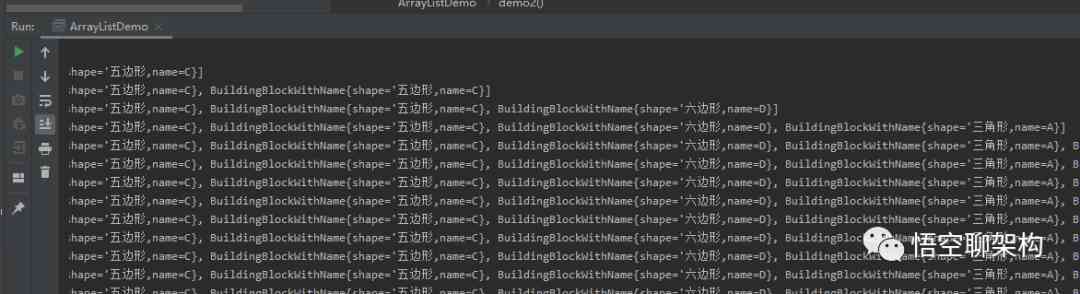 ArrayListDemo › demo2()
Run: ArrayListDemo ×
shape='五边形,name=C}]
shape='五边形,name=C}, BuildingBlockWithName{shape='五边形,name=C}]
shape='五边形,name=C}, BuildingBlockWithName{shape='五边形,name=C}, BuildingBlockWithName{shape='六边形,name=D}]
shape='五边形,name=C}, BuildingBlockWithName{shape='五边形,name=C}, BuildingBlockWithName{shape='六边形,name=D}, BuildingBlockWithName{shape='三角形,name=A}]
shape='五边形,name=C}, BuildingBlockWithName{shape='五边形,name=C}, BuildingBlockWithName{shape='六边形,name=D}, BuildingBlockWithName{shape='三角形,name=A}, B
shape='五边形,name=C}, BuildingBlockWithName{shape='五边形,name=C}, BuildingBlockWithName{shape='六边形,name=D}, BuildingBlockWithName{shape='三角形,name=A}, B
shape='五边形,name=C}, BuildingBlockWithName{shape='五边形,name=C}, BuildingBlockWithName{shape='六边形,name=D}, BuildingBlockWithName{shape='三角形,name=A}, B
shape='五边形,name=C}, BuildingBlockWithName{shape='五边形,name=C}, BuildingBlockWithName{shape='六边形,name=D}, BuildingBlockWithName{shape='三角形,name=A}, B
shape='五边形,name=C}, BuildingBlockWithName{shape='五边形,name=C}, BuildingBlockWithName{shape='六边形,name=D}, BuildingBlockWithName{shape='三角形,name=A}, B
shape='五边形,name=C}, BuildingBlockWithName{shape='五边形,name=C}, BuildingBlockWithName{shape='六边形,name=D}, B
shape='五边形,name=C}, BuildingBlockWithName{shape='五边形,name=C}, BuildingBlockWithName{shape='六边形,name=D}, B
shape='五边形,name=C}, BuildingBlockWithName{shape='五边形,name=C}, BuildingBlockWithName{shape='六边形,name=D}, BuildingBlockWithName{shape='三角形,name=A}, B
shape='五边形,name=C}, BuildingBlockWithName{shape='五边形,name=C}, BuildingBlockWithName{shape='六边形,name=D}, BuildingBlockWithName{shape='三角形,name=A}, B
悟空聊架构